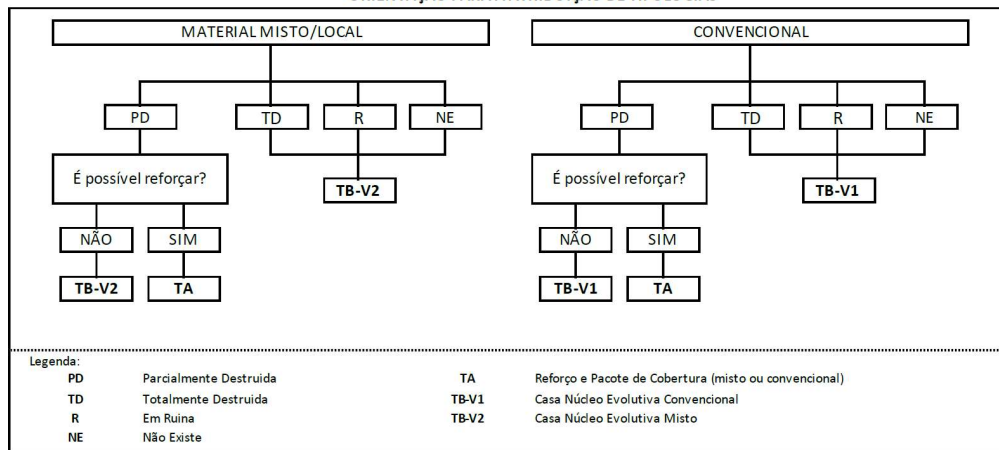 MATERIAL MISTO/LOCAL
PD
TD
R
NE
É possível reforçar?
TB-V2
NÃO
SIM
TB-V2
TA
CONVENCIONAL
PD
TD
R
NE
É possível reforçar?
TB-V1
NÃO
SIM
TB-V1
TA
Legenda:
PD Parcialmente Destruida
TD Totalmente Destruida
R Em Ruina
NE Não Existe
TA Reforço e Pacote de Cobertura (misto ou convencional)
TB-V1 Casa Núcleo Evolutiva Convencional
TB-V2 Casa Núcleo Evolutiva Misto